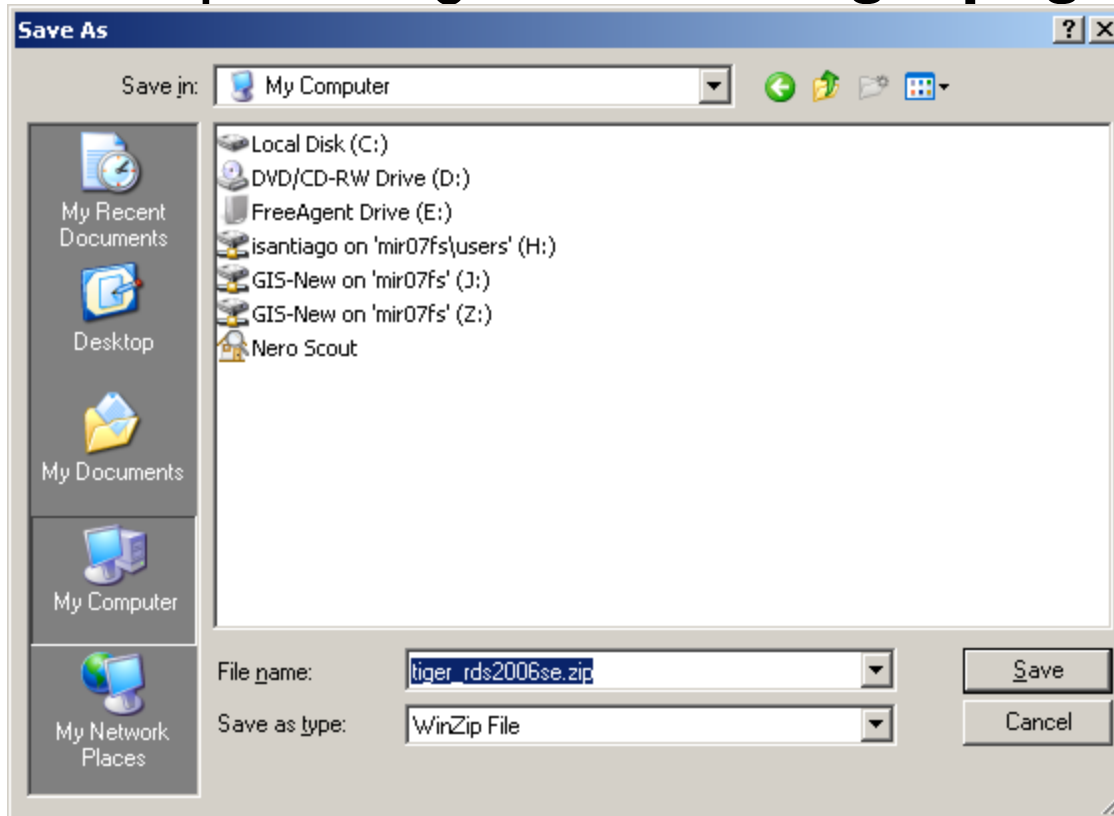 Save As
Save in:
My Computer
My Recent
Documents
Desktop
My Documents
My Computer
My Network
Places
Local Disk (C:)
DVD/CD-RW Drive (D:)
FreeAgent Drive (E:)
isantiago on 'mir07fs\users' (H:)
GIS-New on 'mir07fs' (J:)
GIS-New on 'mir07fs' (Z:)
Nero Scout
File name:
tiger_rds2006se.zip
Save
Save as type:
WinZip File
Cancel